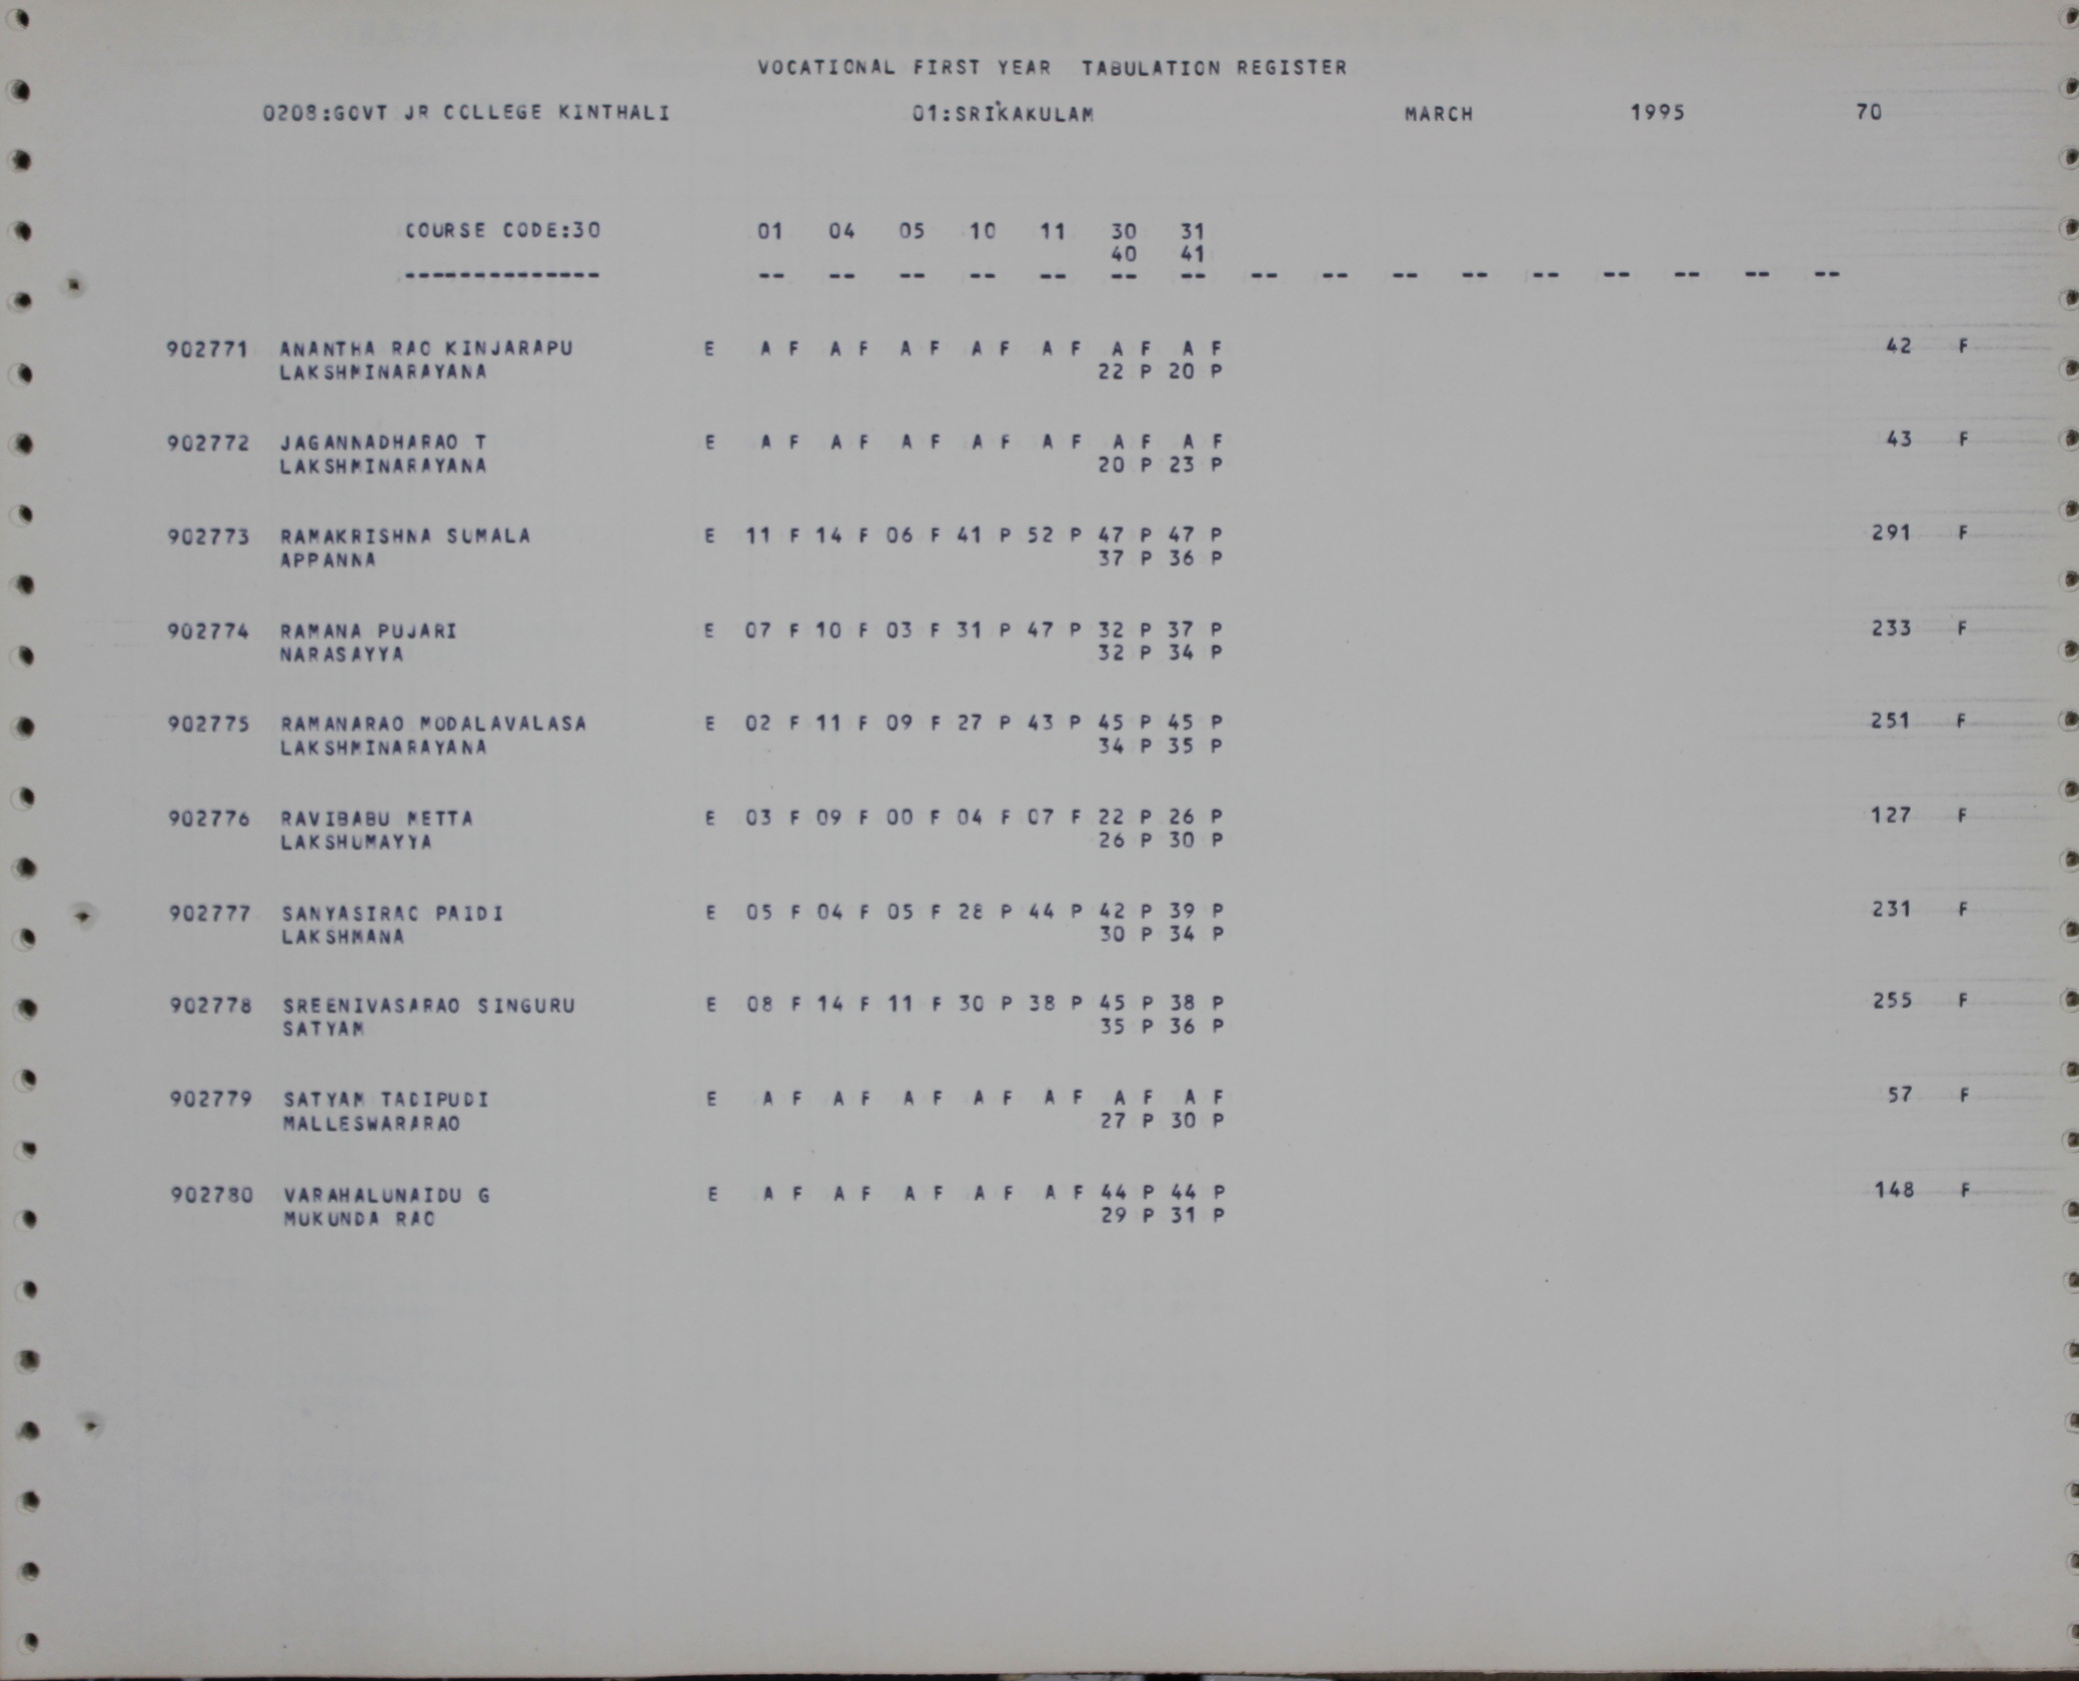 VOCATIONAL FIRST YEAR TABULATION REGISTER
0208:GOVT JR COLLEGE KINTHALI 01:SRIKAKULAM MARCH 1995 70
COURSE CODE:30 01 04 05 10 11 30 31
40 41
-------------- -- -- -- -- -- -- -- -- -- -- -- -- -- -- -- --
902771 ANANTHA RAO KINJARAPU E A F A F A F A F A F A F A F 42 F
LAKSHMINARAYANA 22 P 20 P
902772 JAGANNADHARAO T E A F A F A F A F A F A F A F 43 F
LAKSHMINARAYANA 20 P 23 P
902773 RAMAKRISHNA SUMALA E 11 F 14 F 06 F 41 P 52 P 47 P 47 P 291 F
APPANNA 37 P 36 P
902774 RAMANA PUJARI E 07 F 10 F 03 F 31 P 47 P 32 P 37 P 233 F
NARASAYYA 32 P 34 P
902775 RAMANARAO MODALAVALASA E 02 F 11 F 09 F 27 P 43 P 45 P 45 P 251 F
LAKSHMINARAYANA 34 P 35 P
902776 RAVIBABU METTA E 03 F 09 F 00 F 04 F 07 F 22 P 26 P 127 F
LAKSHUMAYYA 26 P 30 P
902777 SANYASIRAO PAIDI E 05 F 04 F 05 F 28 P 44 P 42 P 39 P 231 F
LAKSHMANA 30 P 34 P
902778 SREENIVASARAO SINGURU E 08 F 14 F 11 F 30 P 38 P 45 P 38 P 255 F
SATYAM 35 P 36 P
902779 SATYAM TADIPUDI E A F A F A F A F A F A F A F 57 F
MALLESWARARAO 27 P 30 P
902780 VARAHALUNAIDU G E A F A F A F A F A F 44 P 44 P 148 F
MUKUNDA RAO 29 P 31 P